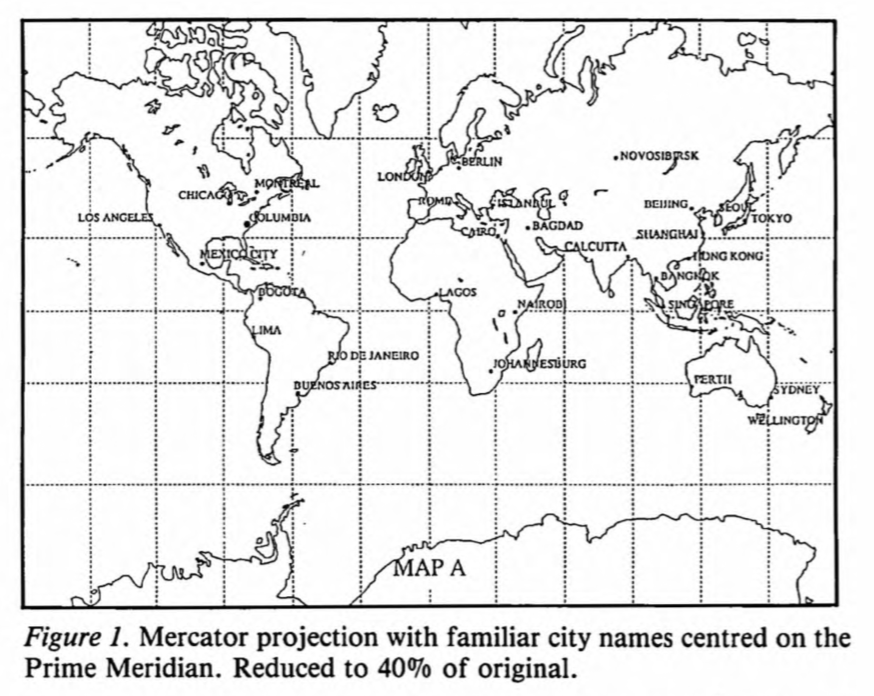 NOVOSIBIRSK
BERLIN
LONDON
MONTREAL
CHICAGO
ROME
ISTANBUL
BEIJING
SEOUL
LOS ANGELES
COLUMBIA
TOKYO
BAGDAD
CAIRO
SHANGHAI
CALCUTTA
MEXICO CITY
HONG KONG
BANGKOK
BOGOTA
LAGOS
NAIROBI
SINGAPORE
LIMA
RIO DE JANEIRO
JOHANNESBURG
PERTH
BUENOS AIRES
SYDNEY
WELLINGTON
MAP A
Figure 1. Mercator projection with familiar city names centred on the
Prime Meridian. Reduced to 40% of original.